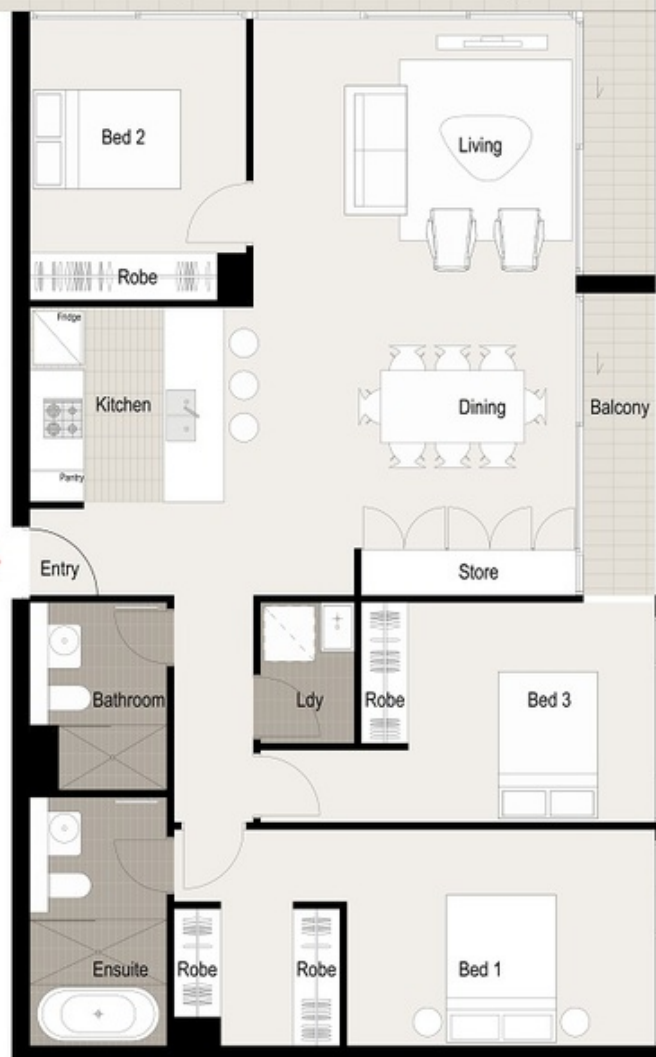 Bed 2
Living
Robe
Fridge
Kitchen
Dining
Balcony
Pantry
Entry
Store
Bathroom
Ldy
Robe
Bed 3
Ensuite
Robe
Robe
Bed 1